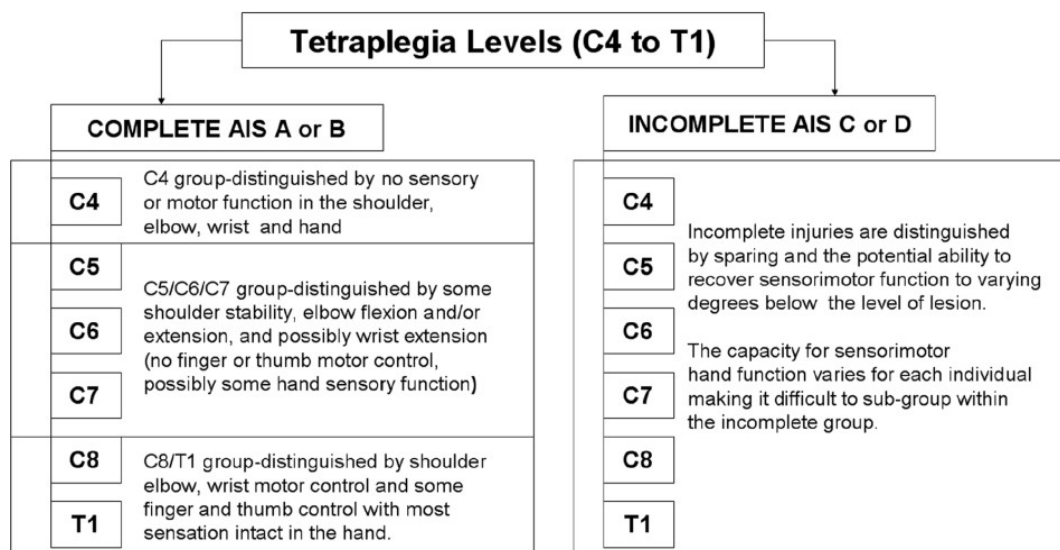 Tetraplegia Levels (C4 to T1)
COMPLETE AIS A or B
C4
C4 group-distinguished by no sensory
or motor function in the shoulder,
elbow, wrist and hand
C5
C6
C7
C5/C6/C7 group-distinguished by some
shoulder stability, elbow flexion and/or
extension, and possibly wrist extension
(no finger or thumb motor control,
possibly some hand sensory function)
C8
T1
C8/T1 group-distinguished by shoulder
elbow, wrist motor control and some
finger and thumb control with most
sensation intact in the hand.
INCOMPLETE AIS C or D
C4
C5
C6
C7
C8
T1
Incomplete injuries are distinguished
by sparing and the potential ability to
recover sensorimotor function to varying
degrees below the level of lesion.
The capacity for sensorimotor
hand function varies for each individual
making it difficult to sub-group within
the incomplete group.